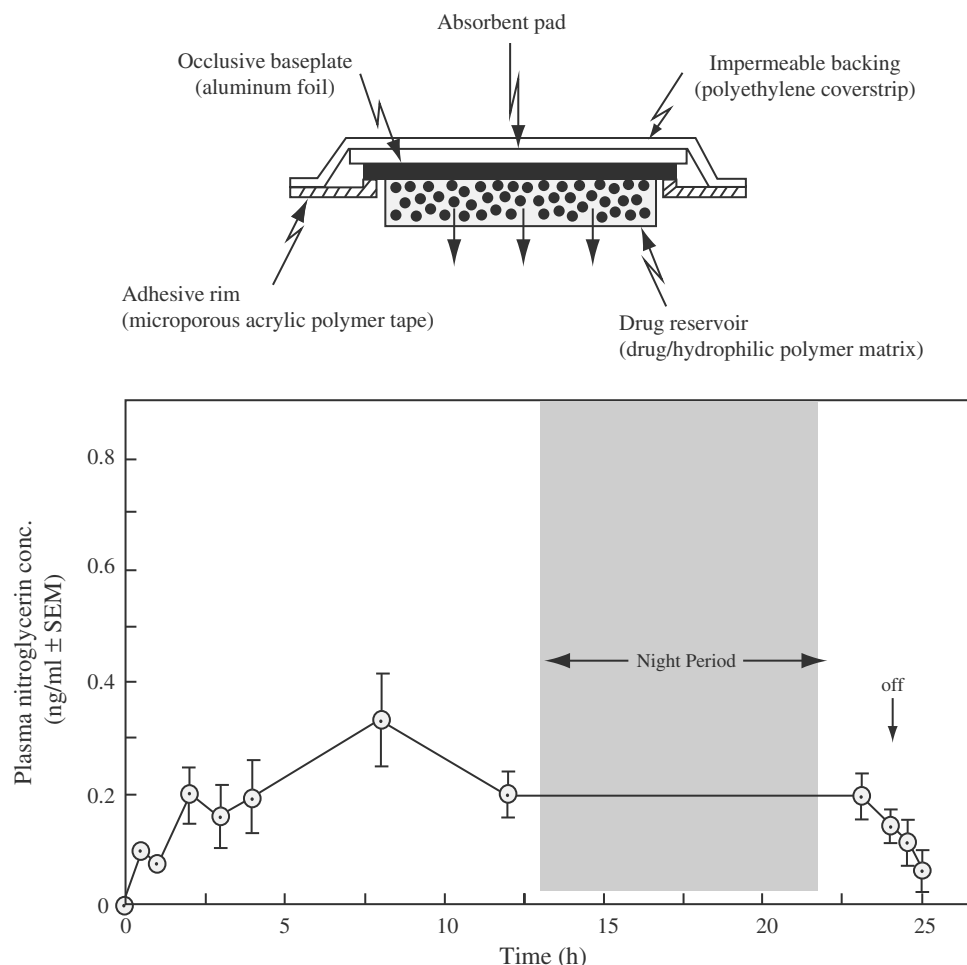 Absorbent pad
Occlusive baseplate
(aluminum foil)
Impermeable backing
(polyethylene coverstrip)
Adhesive rim
(microporous acrylic polymer tape)
Drug reservoir
(drug/hydrophilic polymer matrix)
Plasma nitroglycerin conc.
(ng/ml ± SEM)
0.8
0.6
0.4
0.2
0
Night Period
off
0
5
10
15
20
25
Time (h)